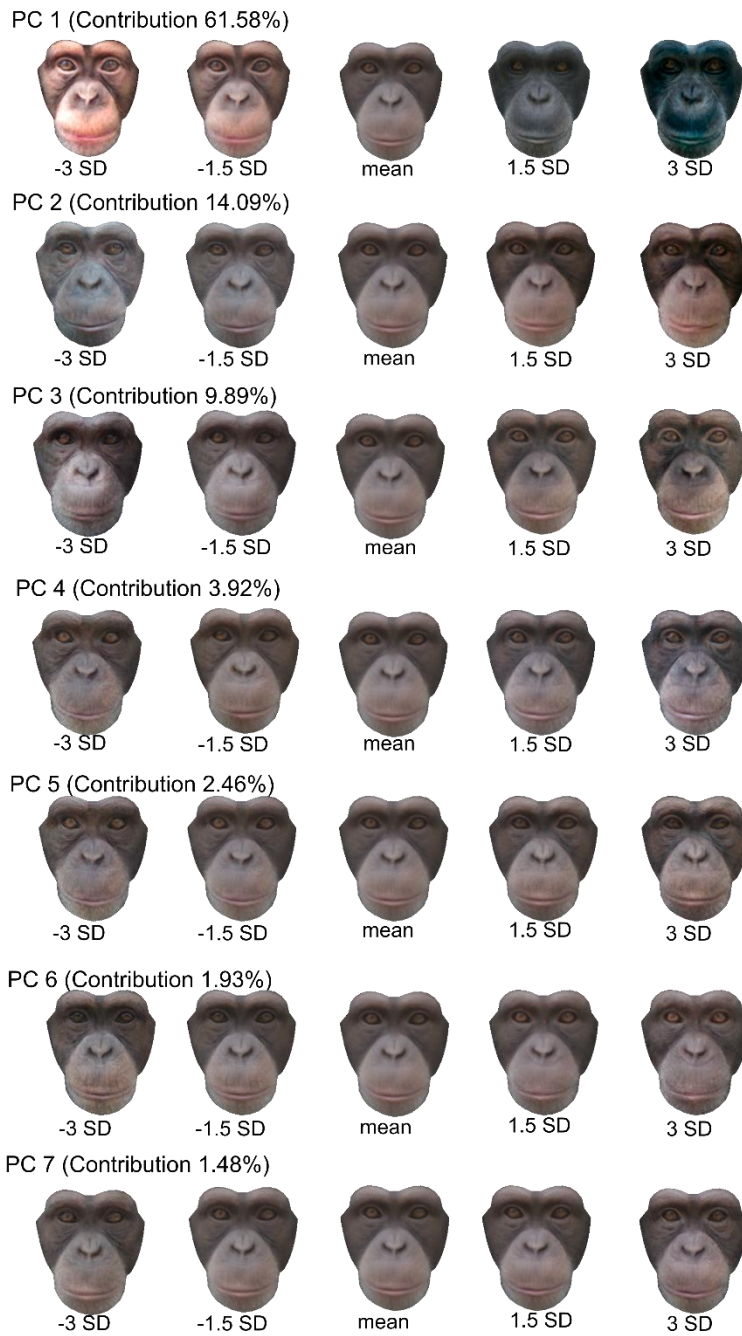 PC 1 (Contribution 61.58%)
-3 SD -1.5 SD mean 1.5 SD 3 SD
PC 2 (Contribution 14.09%)
-3 SD -1.5 SD mean 1.5 SD 3 SD
PC 3 (Contribution 9.89%)
-3 SD -1.5 SD mean 1.5 SD 3 SD
PC 4 (Contribution 3.92%)
-3 SD -1.5 SD mean 1.5 SD 3 SD
PC 5 (Contribution 2.46%)
-3 SD -1.5 SD mean 1.5 SD 3 SD
PC 6 (Contribution 1.93%)
-3 SD -1.5 SD mean 1.5 SD 3 SD
PC 7 (Contribution 1.48%)
-3 SD -1.5 SD mean 1.5 SD 3 SD